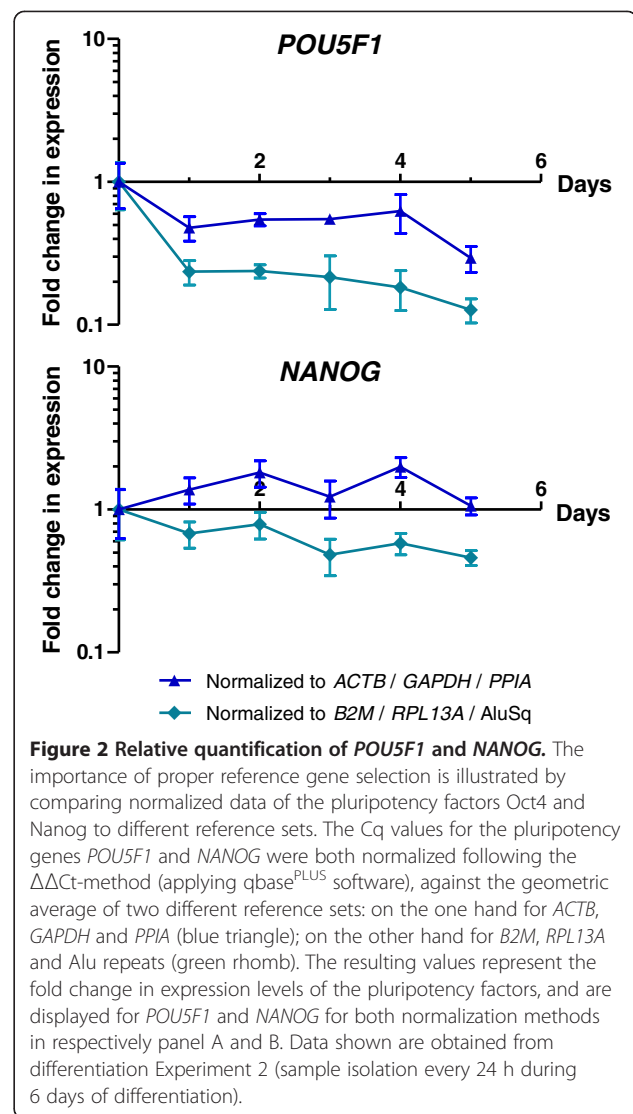 POU5F1
10
1
0.1
Fold change in expression
2
4
6
Days
NANOG
10
1
0.1
Fold change in expression
2
4
6
Days
Normalized to ACTB / GAPDH / PPIA
Normalized to B2M / RPL13A / AluSq
Figure 2 Relative quantification of POU5F1 and NANOG. The
importance of proper reference gene selection is illustrated by
comparing normalized data of the pluripotency factors Oct4 and
Nanog to different reference sets. The Cq values for the pluripotency
genes POU5F1 and NANOG were both normalized following the
ΔΔCt-method (applying qbasePLUS software), against the geometric
average of two different reference sets: on the one hand for ACTB,
GAPDH and PPIA (blue triangle); on the other hand for B2M, RPL13A
and Alu repeats (green rhomb). The resulting values represent the
fold change in expression levels of the pluripotency factors, and are
displayed for POU5F1 and NANOG for both normalization methods
in respectively panel A and B. Data shown are obtained from
differentiation Experiment 2 (sample isolation every 24 h during
6 days of differentiation).